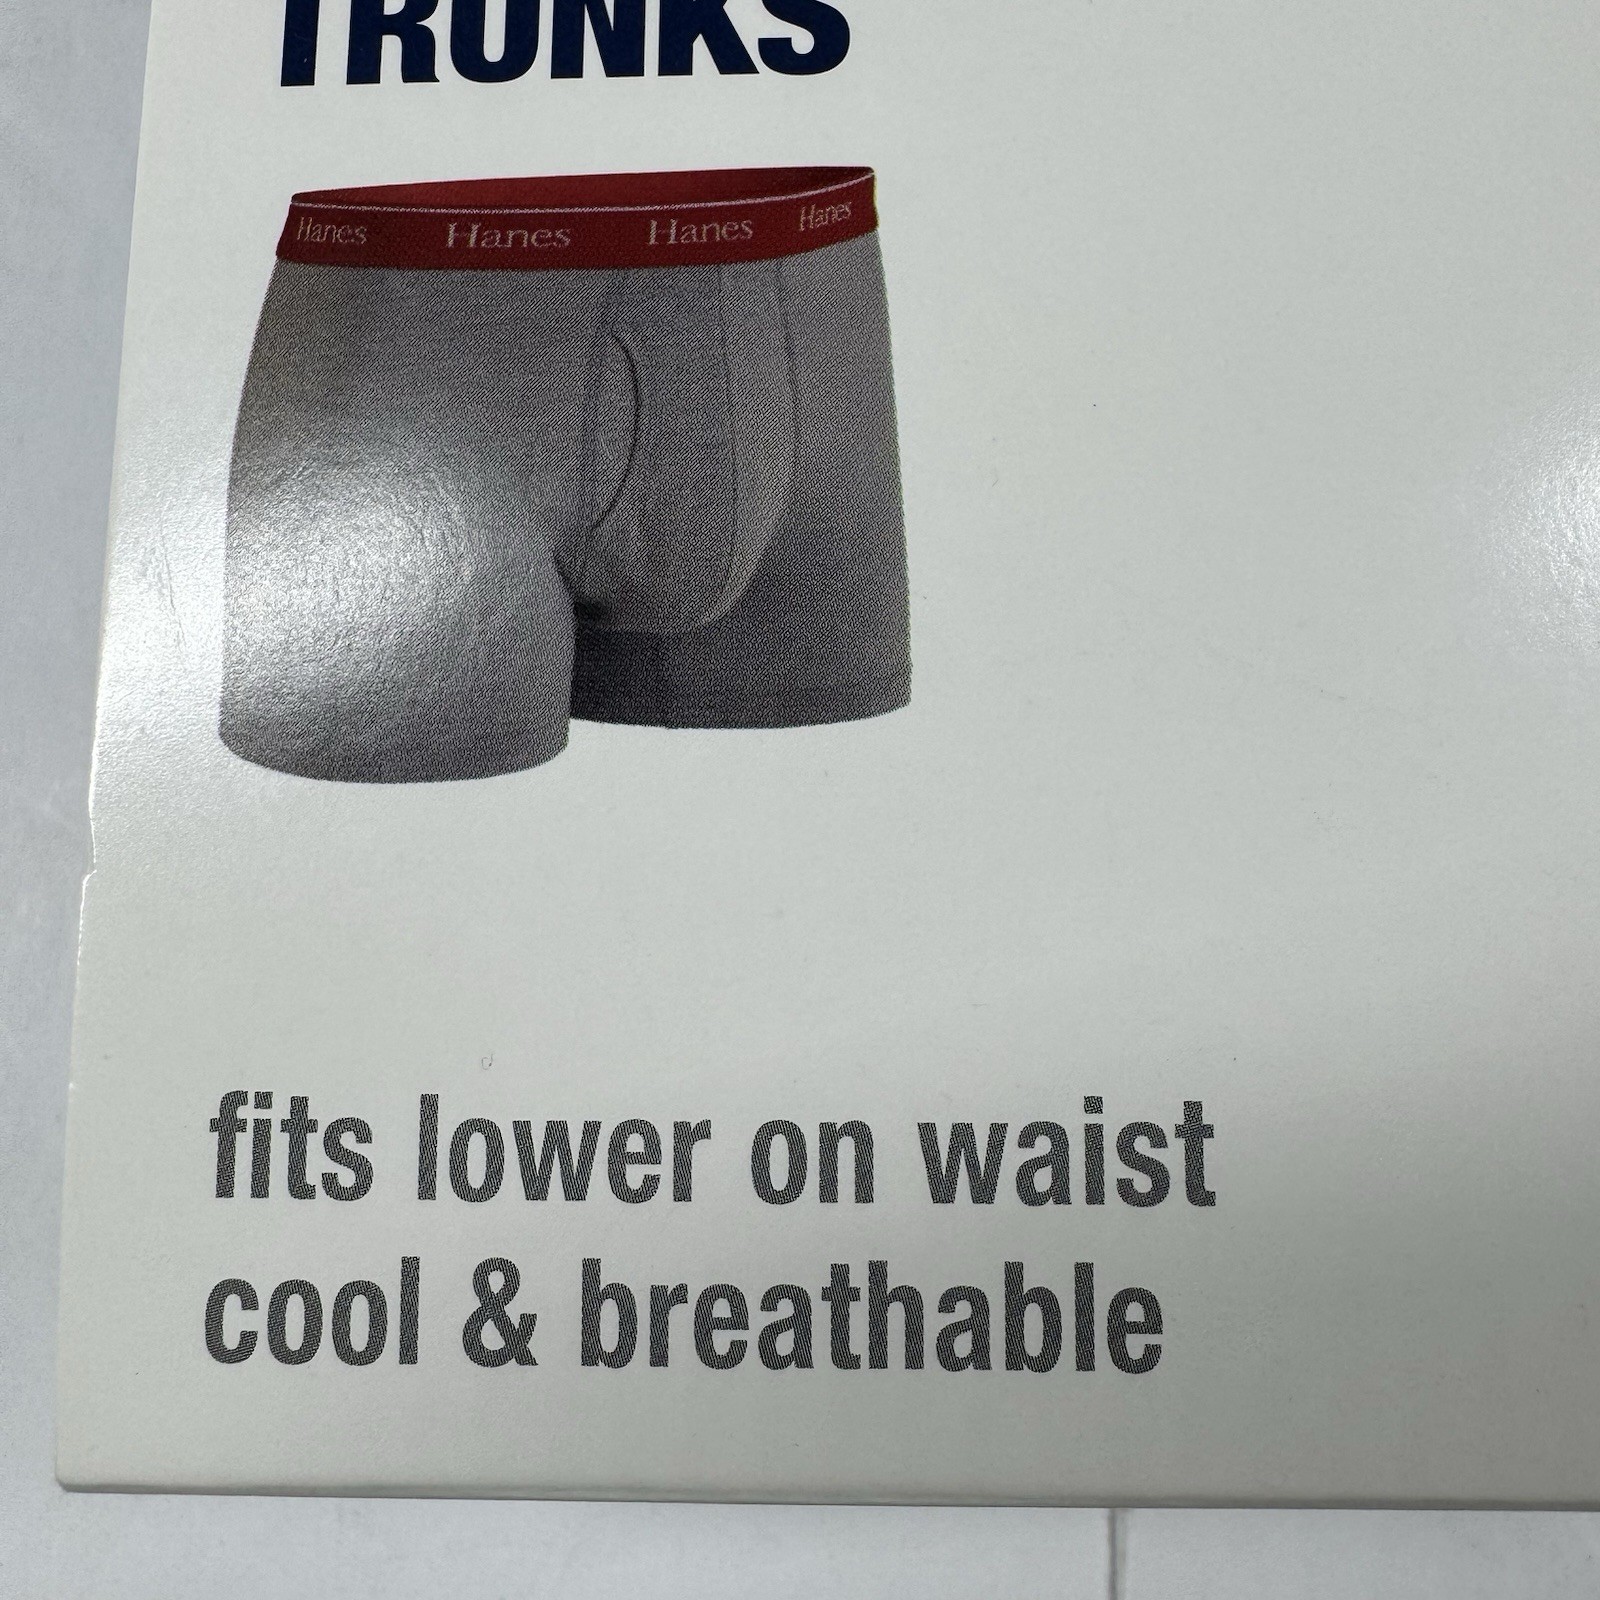 TRUNKS
Hanes Hanes Hanes Hanes
fits lower on waist
cool & breathable